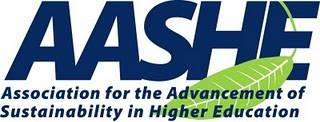 AASHE
Association for the Advancement of
Sustainability in Higher Education